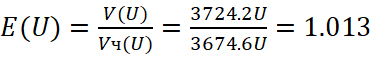 E(U) = V(U)/Vч(U) = 3724.2U/3674.6U = 1.013